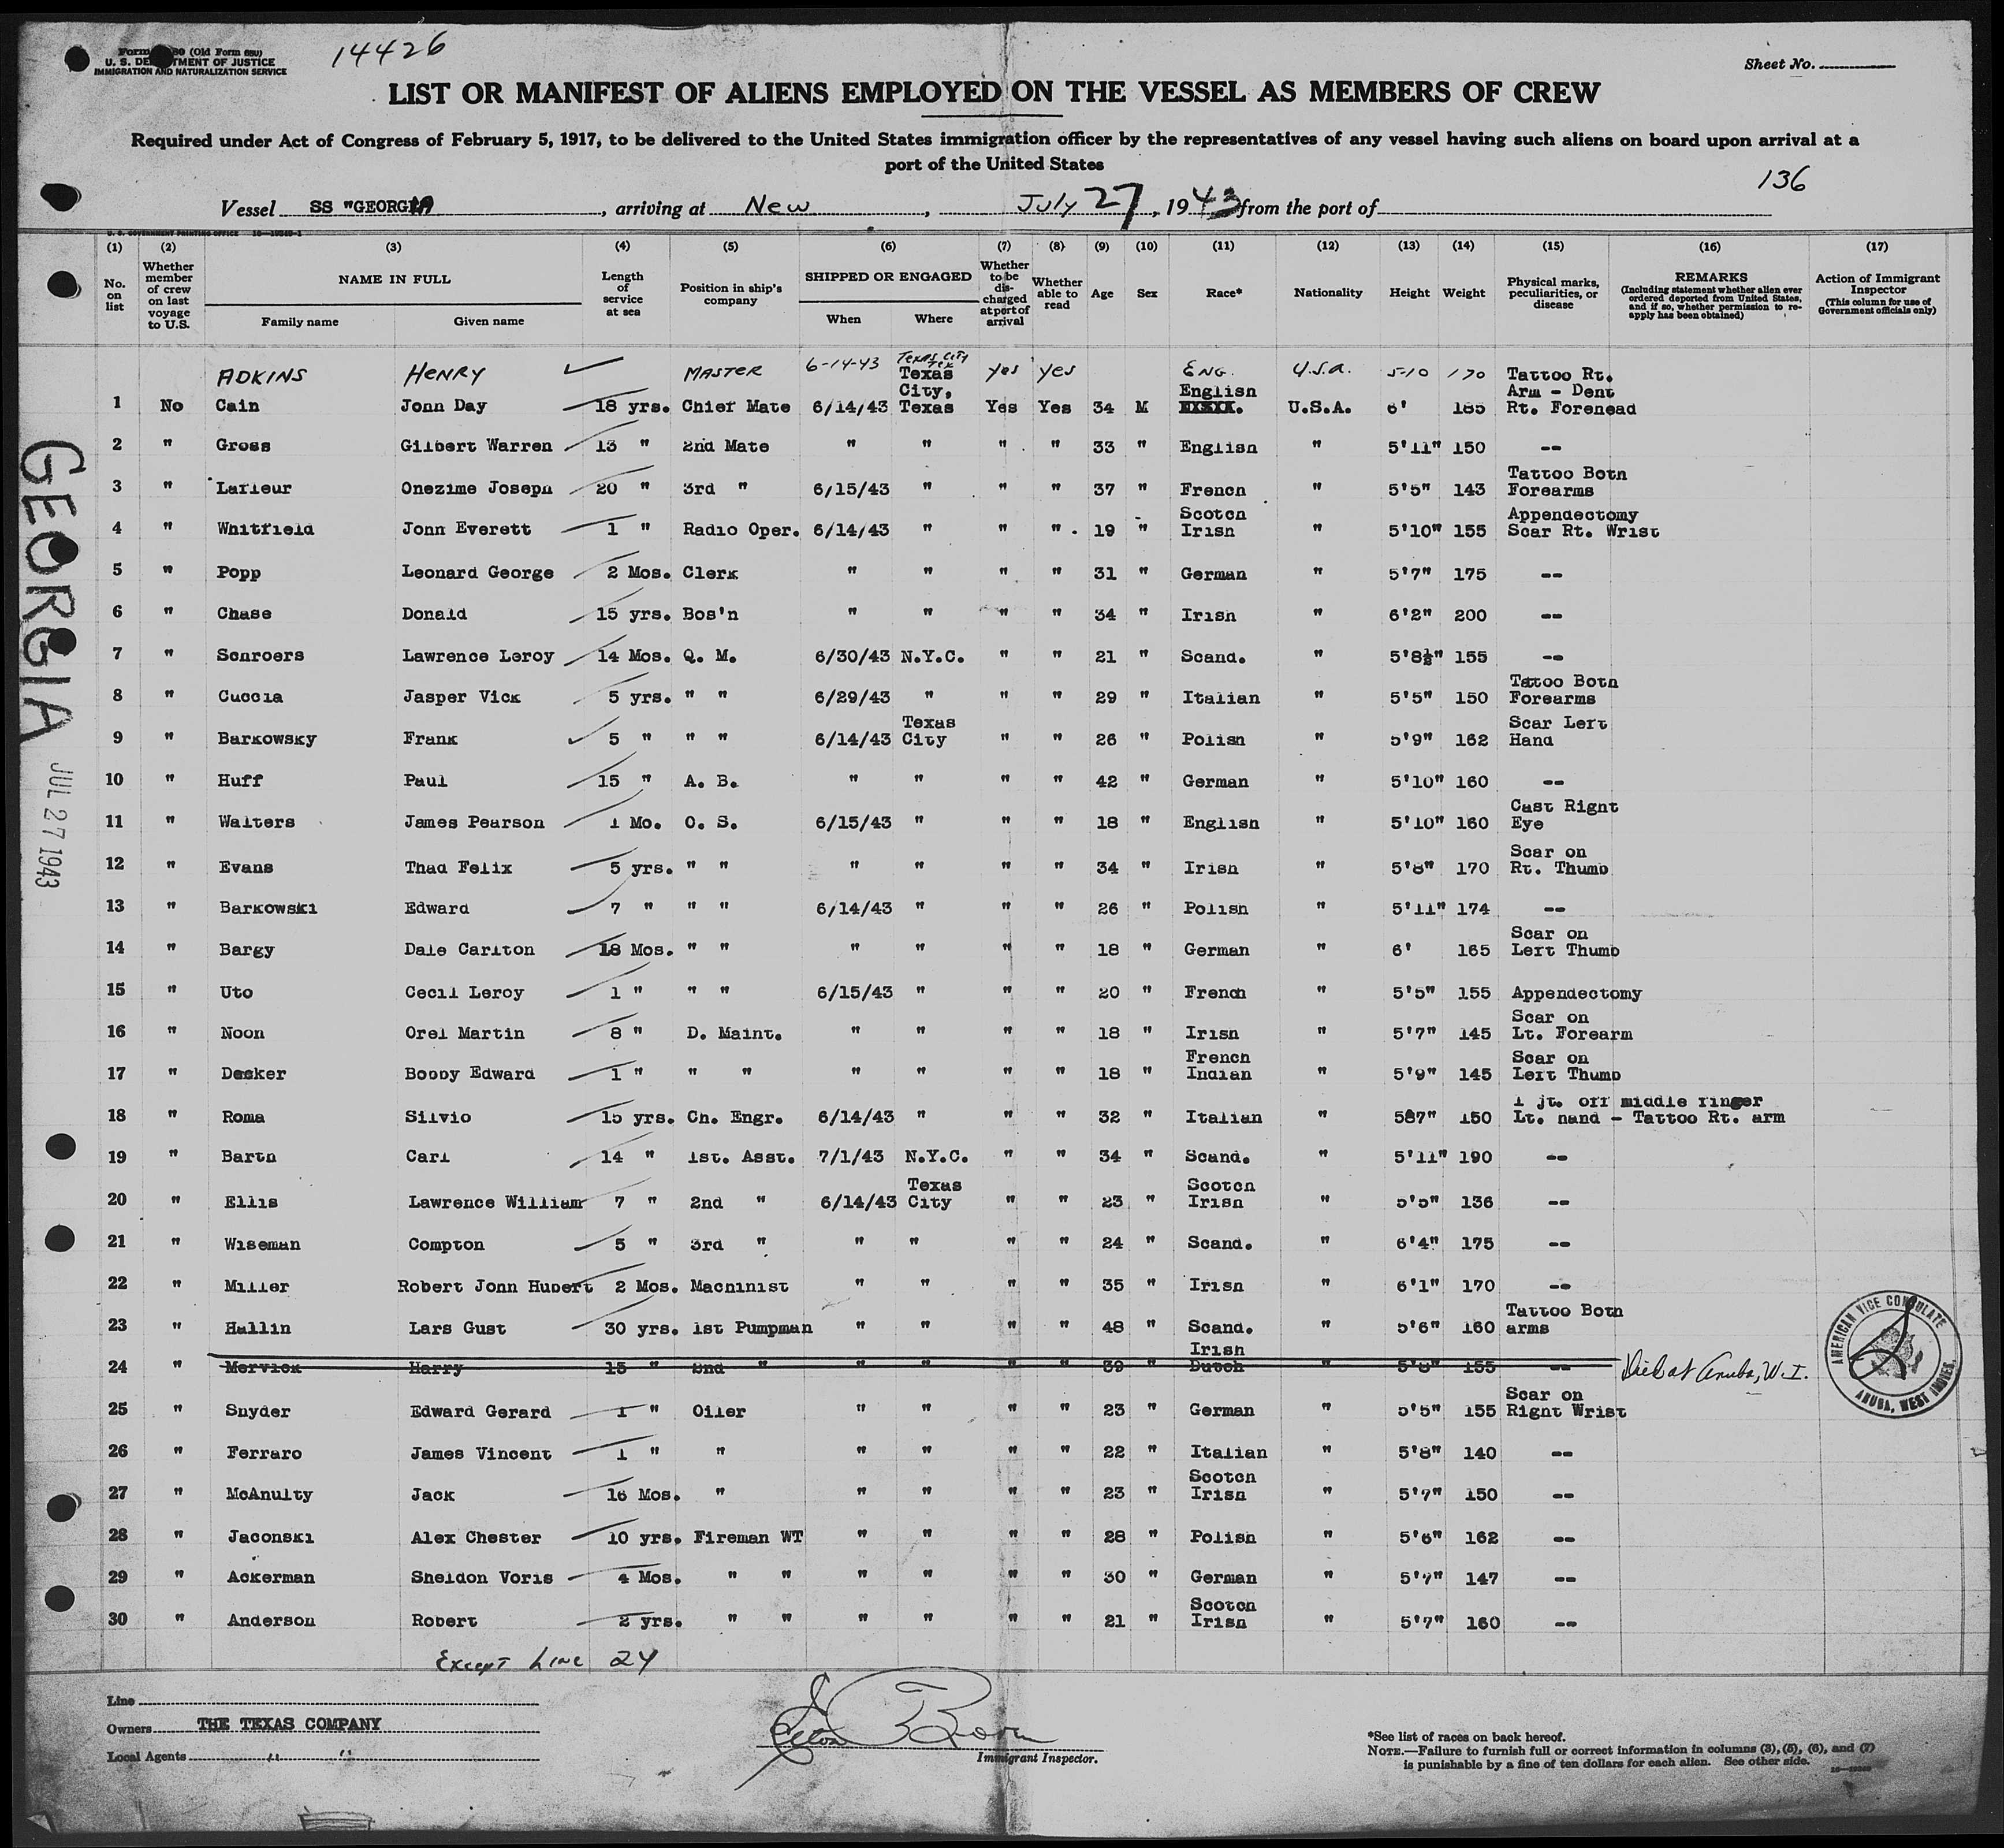 Form 680 (Old Form 680)
U. S. DEPARTMENT OF JUSTICE
IMMIGRATION AND NATURALIZATION SERVICE
14426
Sheet No.
LIST OR MANIFEST OF ALIENS EMPLOYED ON THE VESSEL AS MEMBERS OF CREW
Required under Act of Congress of February 5, 1917, to be delivered to the United States immigration officer by the representatives of any vessel having such aliens on board upon arrival at a
port of the United States
136
Vessel SS "GEORGIA, arriving at New, July 27, 1943 from the port of
U. S. GOVERNMENT PRINTING OFFICE
(1) (2) (3) (4) (5) (6) (7) (8) (9) (10) (11) (12) (13) (14) (15) (16) (17)
No. on list Whether member of crew on last voyage to U.S. NAME IN FULL Family name Given name Length of service at sea Position in ship's company SHIPPED OR ENGAGED When Where Whether to be discharged at port of arrival Whether able to read Age Sex Race* Nationality Height Weight Physical marks, peculiarities, or disease REMARKS (Including statement whether alien ever ordered deported from United States, and if so, whether permission to reapply has been obtained) Action of Immigrant Inspector (This column for use of Government officials only)
ADKINS HENRY MASTER 6-14-43 Texas City Tex yes yes ENG. U.S.A. 5-10 170
1 No Cain John Day 18 yrs. Chief Mate 6/14/43 Texas City, Texas Yes Yes 34 M English U.S.A. 6' 185 Tattoo Rt. Arm - Dent Rt. Forehead
2 " Gross Gilbert Warren 13 " 2nd Mate " " " " 33 " English " 5'11" 150 --
3 " Lafleur Onezime Joseph 20 " 3rd " 6/15/43 " " " 37 " French " 5'5" 143 Tattoo Both Forearms
4 " Whitfield John Everett 1 " Radio Oper. 6/14/43 " " " 19 " Scotch Irish " 5'10" 155 Appendectomy Scar Rt. Wrist
5 " Popp Leonard George 2 Mos. Clerk " " " " 31 " German " 5'7" 175 --
6 " Chase Donald 15 yrs. Bos'n " " " " 34 " Irish " 6'2" 200 --
7 " Schroers Lawrence Leroy 14 Mos. Q. M. 6/30/43 N.Y.C. " " 21 " Scand. " 5'8½" 155 --
8 " Cuccia Jasper Vick 5 yrs. " " 6/29/43 " " " 29 " Italian " 5'5" 150 Tatoo Both Forearms
9 " Barkowsky Frank 5 " " " 6/14/43 Texas City " " 26 " Polish " 5'9" 162 Scar Left Hand
10 " Huff Paul 15 " A. B. " " " " 42 " German " 5'10" 160 --
11 " Walters James Pearson 1 Mo. O. S. 6/15/43 " " " 18 " English " 5'10" 160 Cast Right Eye
12 " Evans Thad Felix 5 yrs. " " " " " " 34 " Irish " 5'8" 170 Scar on Rt. Thumb
13 " Barkowski Edward 7 " " " 6/14/43 " " " 26 " Polish " 5'11" 174 --
14 " Bargy Dale Carlton 18 Mos. " " " " " " 18 " German " 6' 165 Scar on Left Thumb
15 " Uto Cecil Leroy 1 " " " 6/15/43 " " " 20 " French " 5'5" 155 Appendectomy
16 " Noon Orel Martin 8 " D. Maint. " " " " 18 " Irish " 5'7" 145 Scar on Lt. Forearm
17 " Decker Bobby Edward 1 " " " " " " " 18 " French Indian " 5'9" 145 Scar on Left Thumb
18 " Roma Silvio 15 yrs. Ch. Engr. 6/14/43 " " " 32 " Italian " 587" 150 1 jt. off middle finger Lt. hand - Tattoo Rt. arm
19 " Barth Carl 14 " 1st. Asst. 7/1/43 N.Y.C. " " 34 " Scand. " 5'11" 190 --
20 " Ellis Lawrence William 7 " 2nd " 6/14/43 Texas City " " 23 " Scotch Irish " 5'5" 136 --
21 " Wiseman Compton 5 " 3rd " " " " " 24 " Scand. " 6'4" 175 --
22 " Miller Robert John Hubert 2 Mos. Machinist " " " " 35 " Irish " 6'1" 170 --
23 " Hallin Lars Gust 30 yrs. 1st Pumpman " " " " 48 " Scand. " 5'6" 160 Tattoo Both arms
24 " Mervick Harry 15 " 2nd " " " " " 39 " Irish Dutch " 5'8" 155 -- Died at Aruba, W.I.
25 " Snyder Edward Gerard 1 " Oiler " " " " 23 " German " 5'5" 155 Scar on Right Wrist
26 " Ferraro James Vincent 1 " " " " " " 22 " Italian " 5'8" 140 --
27 " McAnulty Jack 16 Mos. " " " " " 23 " Scotch Irish " 5'7" 150 --
28 " Jaconski Alex Chester 10 yrs. Fireman WT " " " " 28 " Polish " 5'6" 162 --
29 " Ackerman Sheldon Voris 4 Mos. " " " " " " 30 " German " 5'7" 147 --
30 " Anderson Robert 2 yrs. " " " " " " 21 " Scotch Irish " 5'7" 160 --
Except Line 24
AMERICAN VICE CONSULATE
ARUBA, WEST INDIES
GEORGIA
JUL 27 1943
Line
Owners THE TEXAS COMPANY
Local Agents " "
Immigrant Inspector.
*See list of races on back hereof.
NOTE.—Failure to furnish full or correct information in columns (3), (5), (6), and (7)
is punishable by a fine of ten dollars for each alien. See other side.